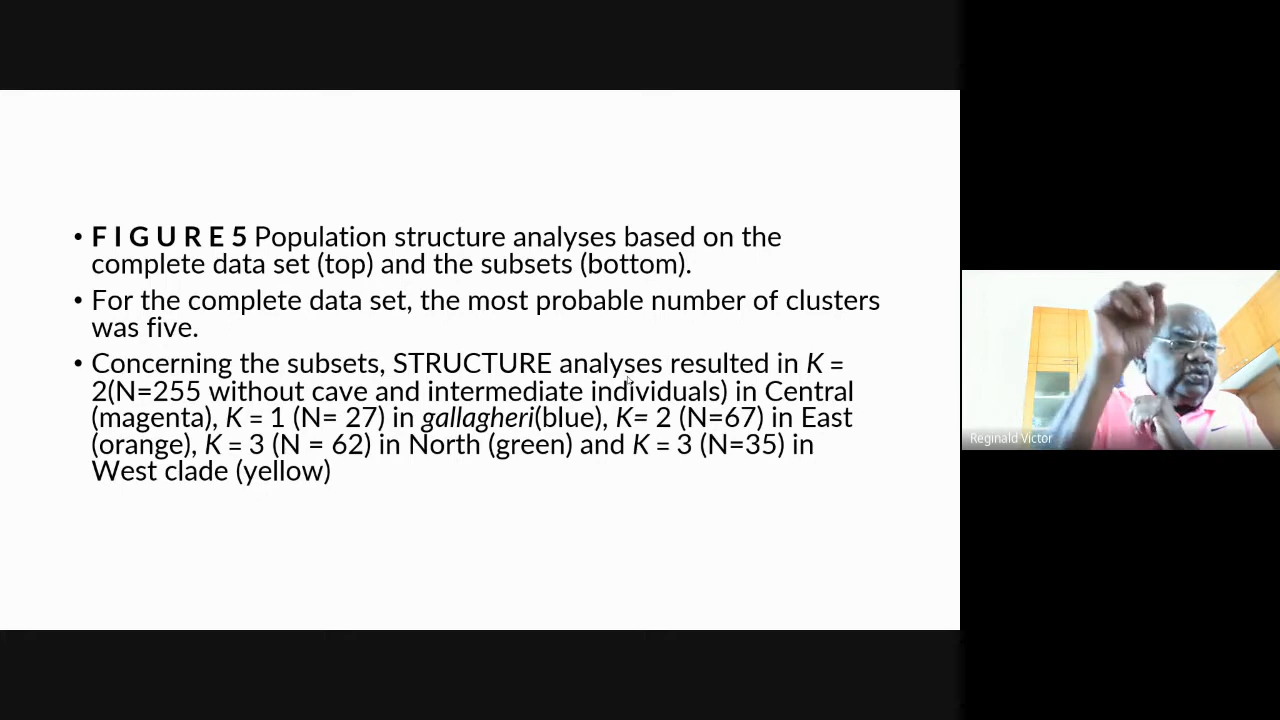 • F I G U R E 5 Population structure analyses based on the
complete data set (top) and the subsets (bottom).
• For the complete data set, the most probable number of clusters
was five.
• Concerning the subsets, STRUCTURE analyses resulted in K =
2(N=255 without cave and intermediate individuals) in Central
(magenta), K = 1 (N= 27) in gallagheri(blue), K= 2 (N=67) in East
(orange), K = 3 (N = 62) in North (green) and K = 3 (N=35) in
West clade (yellow)
Reginald Victor